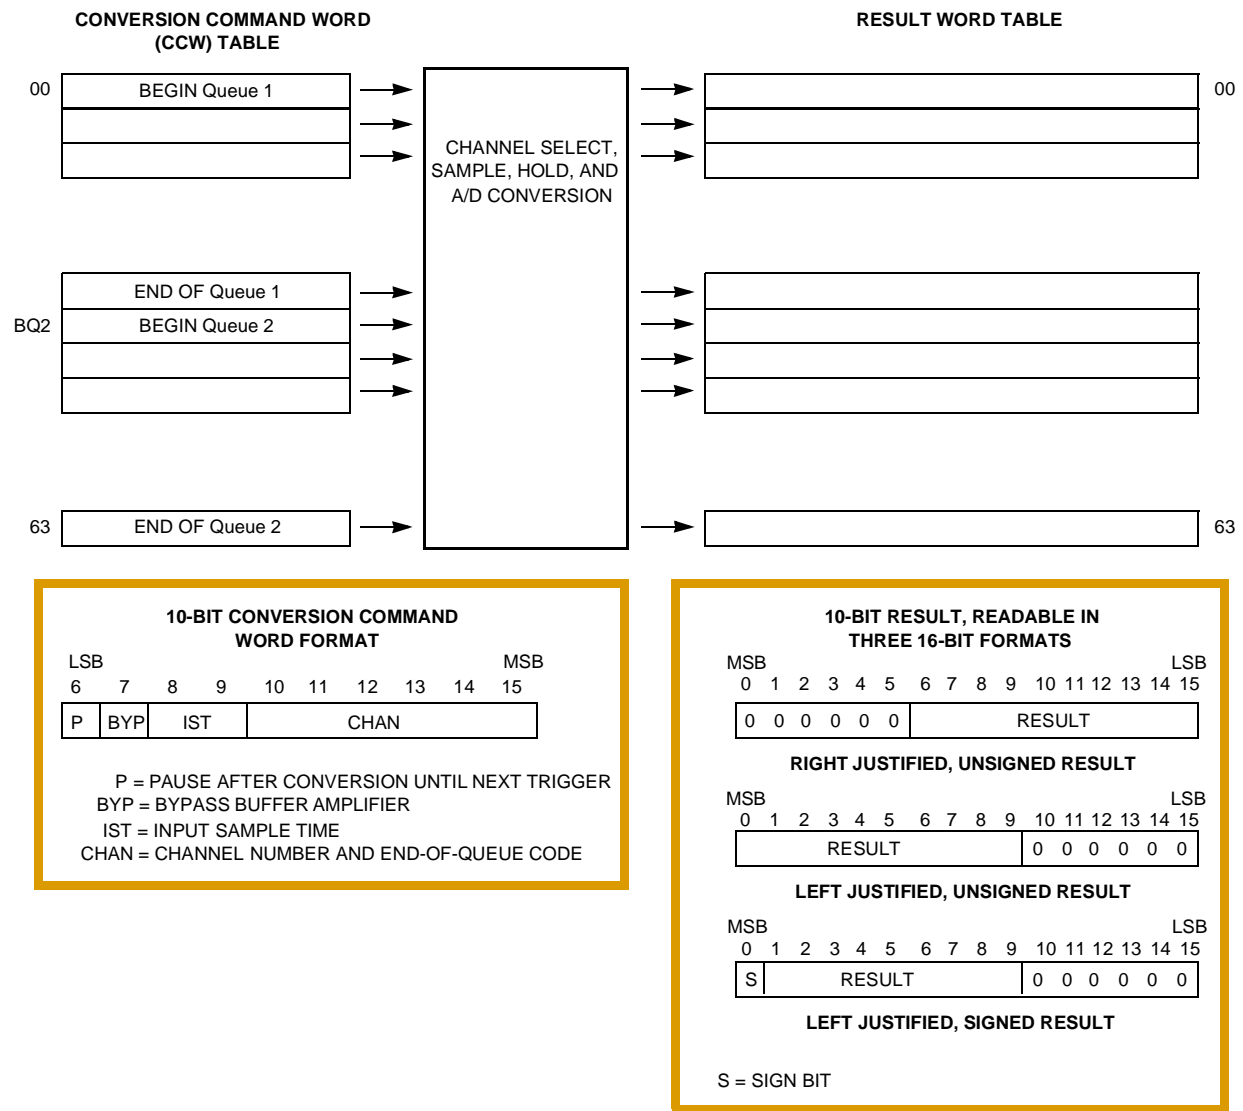 CONVERSION COMMAND WORD
(CCW) TABLE
RESULT WORD TABLE
00
BEGIN Queue 1
00
CHANNEL SELECT,
SAMPLE, HOLD, AND
A/D CONVERSION
END OF Queue 1
BQ2
BEGIN Queue 2
63
END OF Queue 2
63
10-BIT CONVERSION COMMAND
WORD FORMAT
LSB MSB
6 7 8 9 10 11 12 13 14 15
P BYP IST CHAN
P = PAUSE AFTER CONVERSION UNTIL NEXT TRIGGER
BYP = BYPASS BUFFER AMPLIFIER
IST = INPUT SAMPLE TIME
CHAN = CHANNEL NUMBER AND END-OF-QUEUE CODE
10-BIT RESULT, READABLE IN
THREE 16-BIT FORMATS
MSB LSB
0 1 2 3 4 5 6 7 8 9 10 11 12 13 14 15
0 0 0 0 0 0 RESULT
RIGHT JUSTIFIED, UNSIGNED RESULT
MSB LSB
0 1 2 3 4 5 6 7 8 9 10 11 12 13 14 15
RESULT 0 0 0 0 0 0
LEFT JUSTIFIED, UNSIGNED RESULT
MSB LSB
0 1 2 3 4 5 6 7 8 9 10 11 12 13 14 15
S RESULT 0 0 0 0 0 0
LEFT JUSTIFIED, SIGNED RESULT
S = SIGN BIT